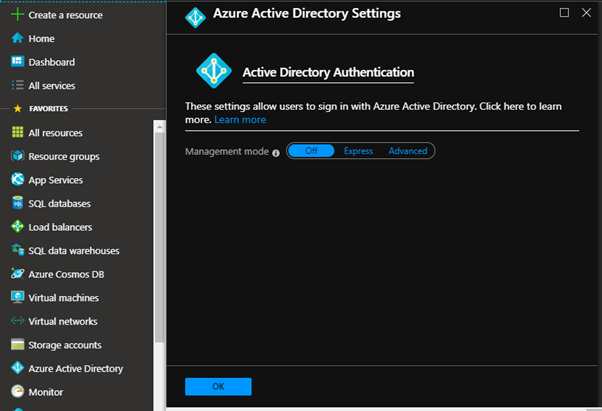 Create a resource
Home
Dashboard
All services
FAVORITES
All resources
Resource groups
App Services
SQL databases
Load balancers
SQL data warehouses
Azure Cosmos DB
Virtual machines
Virtual networks
Storage accounts
Azure Active Directory
Monitor
Azure Active Directory Settings
Active Directory Authentication
These settings allow users to sign in with Azure Active Directory. Click here to learn
more. Learn more
Management mode Off Express Advanced
OK